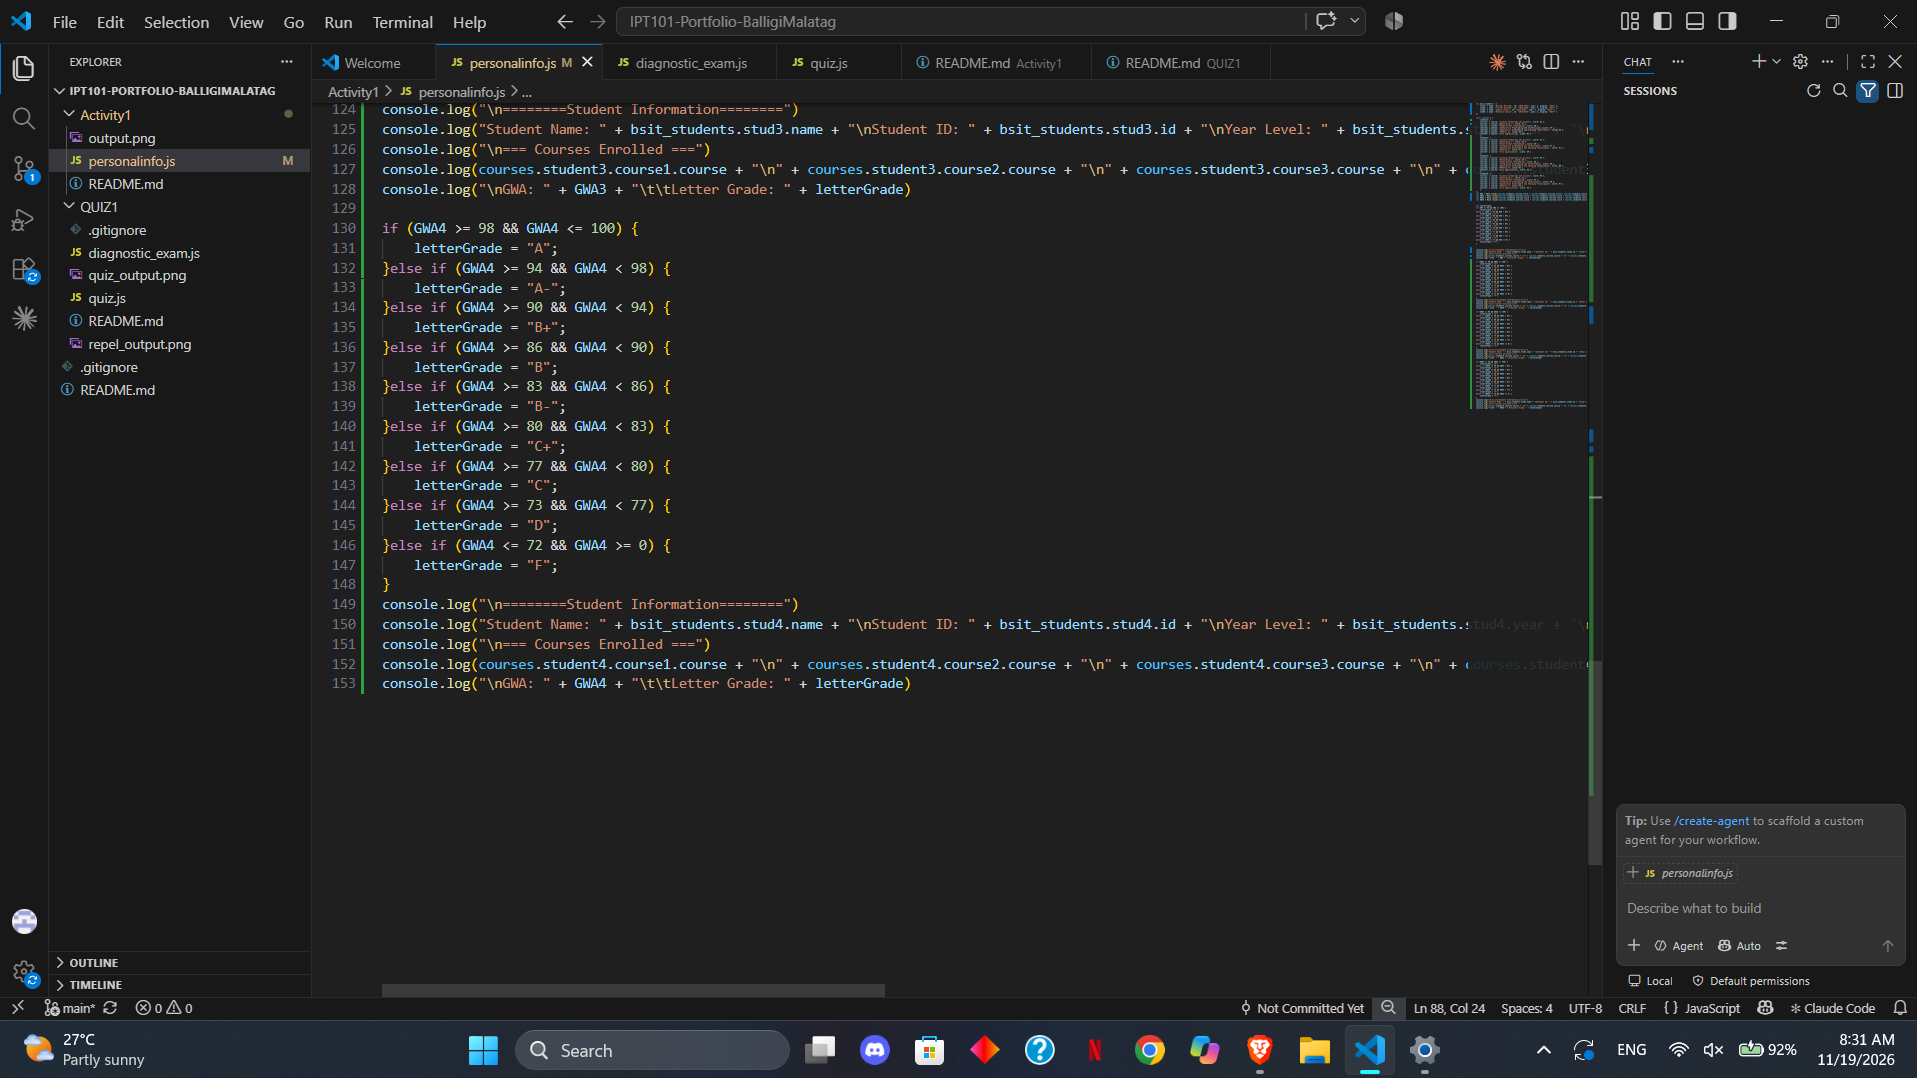 File Edit Selection View Go Run Terminal Help
IPT101-Portfolio-BalligiMalatag
EXPLORER
IPT101-PORTFOLIO-BALLIGIMALATAG
Activity1
output.png
JS personalinfo.js M
README.md
QUIZ1
.gitignore
JS diagnostic_exam.js
quiz_output.png
JS quiz.js
README.md
repel_output.png
.gitignore
README.md
OUTLINE
TIMELINE
Welcome
JS personalinfo.js M
JS diagnostic_exam.js
JS quiz.js
README.md Activity1
README.md QUIZ1
Activity1 > JS personalinfo.js > ...
124 console.log("\n========Student Information========")
125 console.log("Student Name: " + bsit_students.stud3.name + "\nStudent ID: " + bsit_students.stud3.id + "\nYear Level: " + bsit_students.s
126 console.log("\n=== Courses Enrolled ===")
127 console.log(courses.student3.course1.course + "\n" + courses.student3.course2.course + "\n" + courses.student3.course3.course + "\n" + c
128 console.log("\nGWA: " + GWA3 + "\t\tLetter Grade: " + letterGrade)
129
130 if (GWA4 >= 98 && GWA4 <= 100) {
131 letterGrade = "A";
132 }else if (GWA4 >= 94 && GWA4 < 98) {
133 letterGrade = "A-";
134 }else if (GWA4 >= 90 && GWA4 < 94) {
135 letterGrade = "B+";
136 }else if (GWA4 >= 86 && GWA4 < 90) {
137 letterGrade = "B";
138 }else if (GWA4 >= 83 && GWA4 < 86) {
139 letterGrade = "B-";
140 }else if (GWA4 >= 80 && GWA4 < 83) {
141 letterGrade = "C+";
142 }else if (GWA4 >= 77 && GWA4 < 80) {
143 letterGrade = "C";
144 }else if (GWA4 >= 73 && GWA4 < 77) {
145 letterGrade = "D";
146 }else if (GWA4 <= 72 && GWA4 >= 0) {
147 letterGrade = "F";
148 }
149 console.log("\n========Student Information========")
150 console.log("Student Name: " + bsit_students.stud4.name + "\nStudent ID: " + bsit_students.stud4.id + "\nYear Level: " + bsit_students.stud4.year + "\
151 console.log("\n=== Courses Enrolled ===")
152 console.log(courses.student4.course1.course + "\n" + courses.student4.course2.course + "\n" + courses.student4.course3.course + "\n" + courses.student
153 console.log("\nGWA: " + GWA4 + "\t\tLetter Grade: " + letterGrade)
CHAT
SESSIONS
Tip: Use /create-agent to scaffold a custom
agent for your workflow.
JS personalinfo.js
Describe what to build
Agent Auto
Local Default permissions
1
main* 0 0
Not Committed Yet Ln 88, Col 24 Spaces: 4 UTF-8 CRLF { } JavaScript Claude Code
27°C
Partly sunny
Search
ENG
92%
8:31 AM
11/19/2026